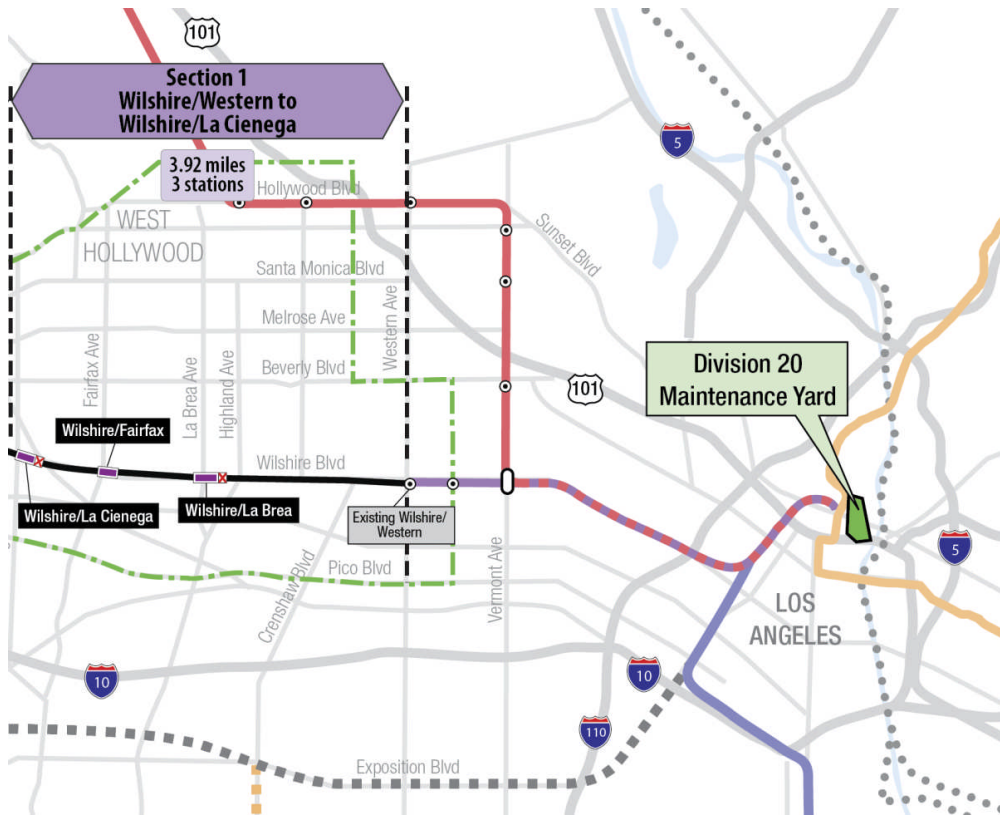 101
Section 1
Wilshire/Western to
Wilshire/La Cienega
3.92 miles
3 stations
Hollywood Blvd
WEST
HOLLYWOOD
Sunset Blvd
5
Santa Monica Blvd
Melrose Ave
Western Ave
Beverly Blvd
Fairfax Ave
La Brea Ave
Highland Ave
101
Division 20
Maintenance Yard
Wilshire/Fairfax
Wilshire Blvd
Wilshire/La Cienega
Wilshire/La Brea
Existing Wilshire/
Western
5
Pico Blvd
Crenshaw Blvd
Vermont Ave
LOS
ANGELES
10
10
110
Exposition Blvd